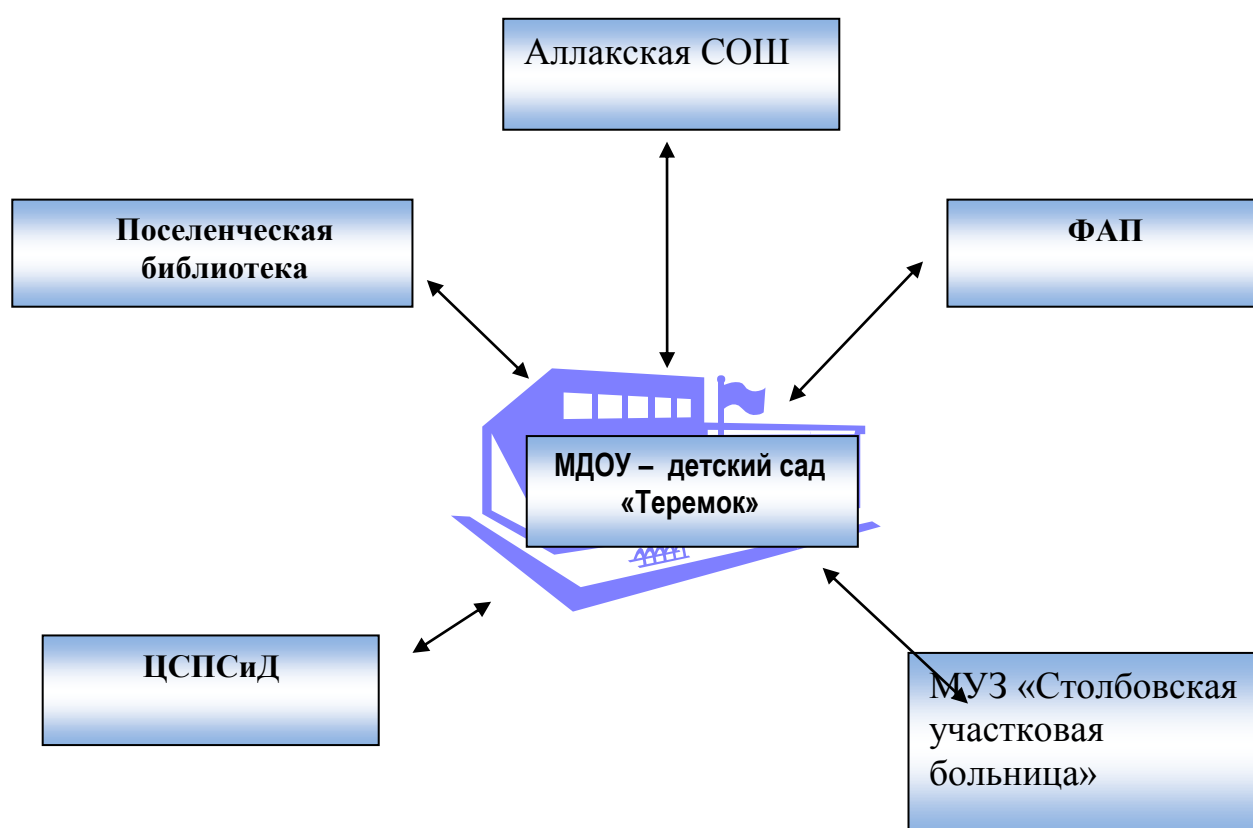 Аллакская СОШ
Поселенческая
библиотека
ФАП
МДОУ – детский сад
«Теремок»
ЦСПСиД
МУЗ «Столбовская
участковая
больница»